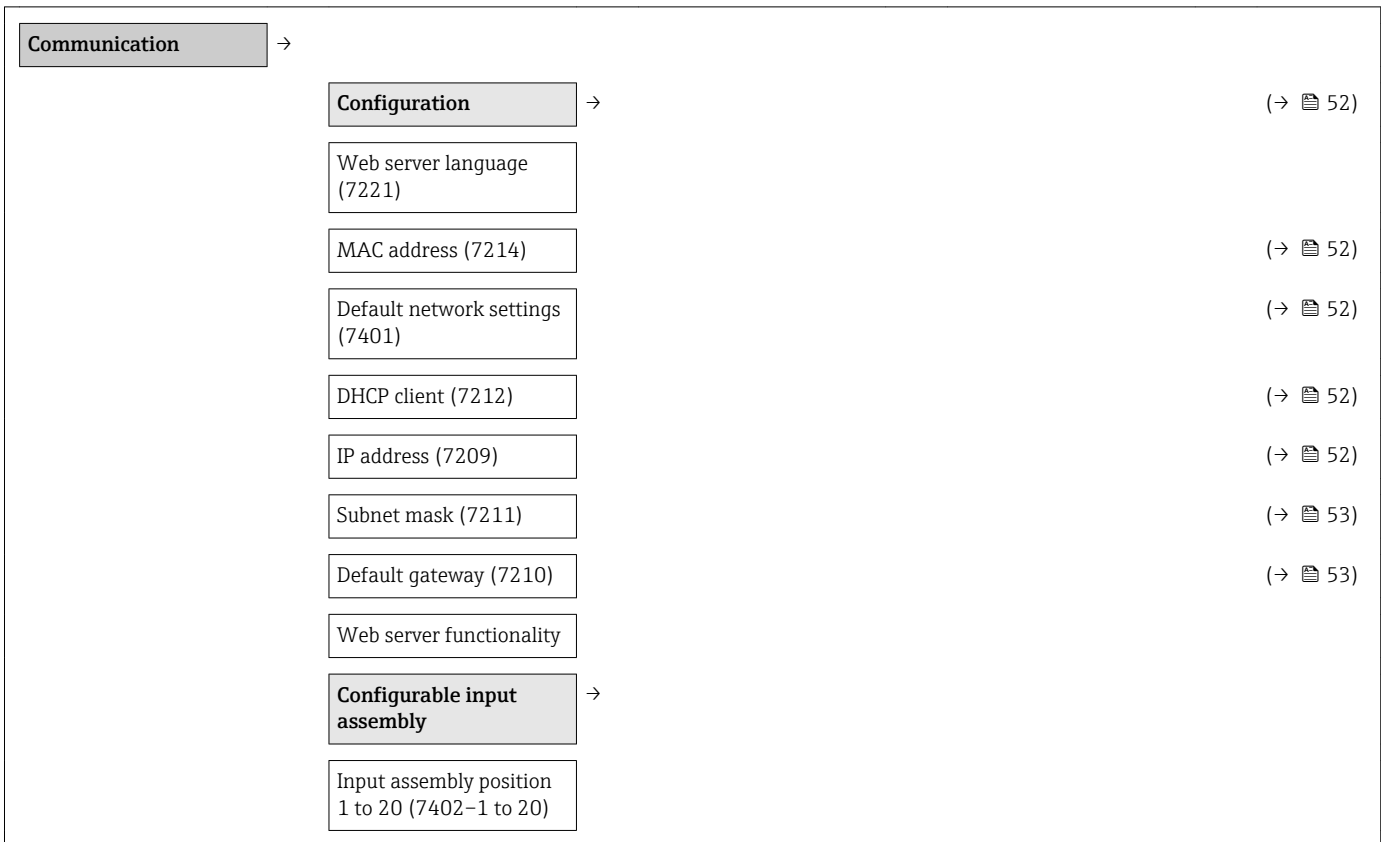 Communication →
Configuration → (→ 🖹 52)
Web server language
(7221)
MAC address (7214) (→ 🖹 52)
Default network settings (→ 🖹 52)
(7401)
DHCP client (7212) (→ 🖹 52)
IP address (7209) (→ 🖹 52)
Subnet mask (7211) (→ 🖹 53)
Default gateway (7210) (→ 🖹 53)
Web server functionality
Configurable input →
assembly
Input assembly position
1 to 20 (7402–1 to 20)